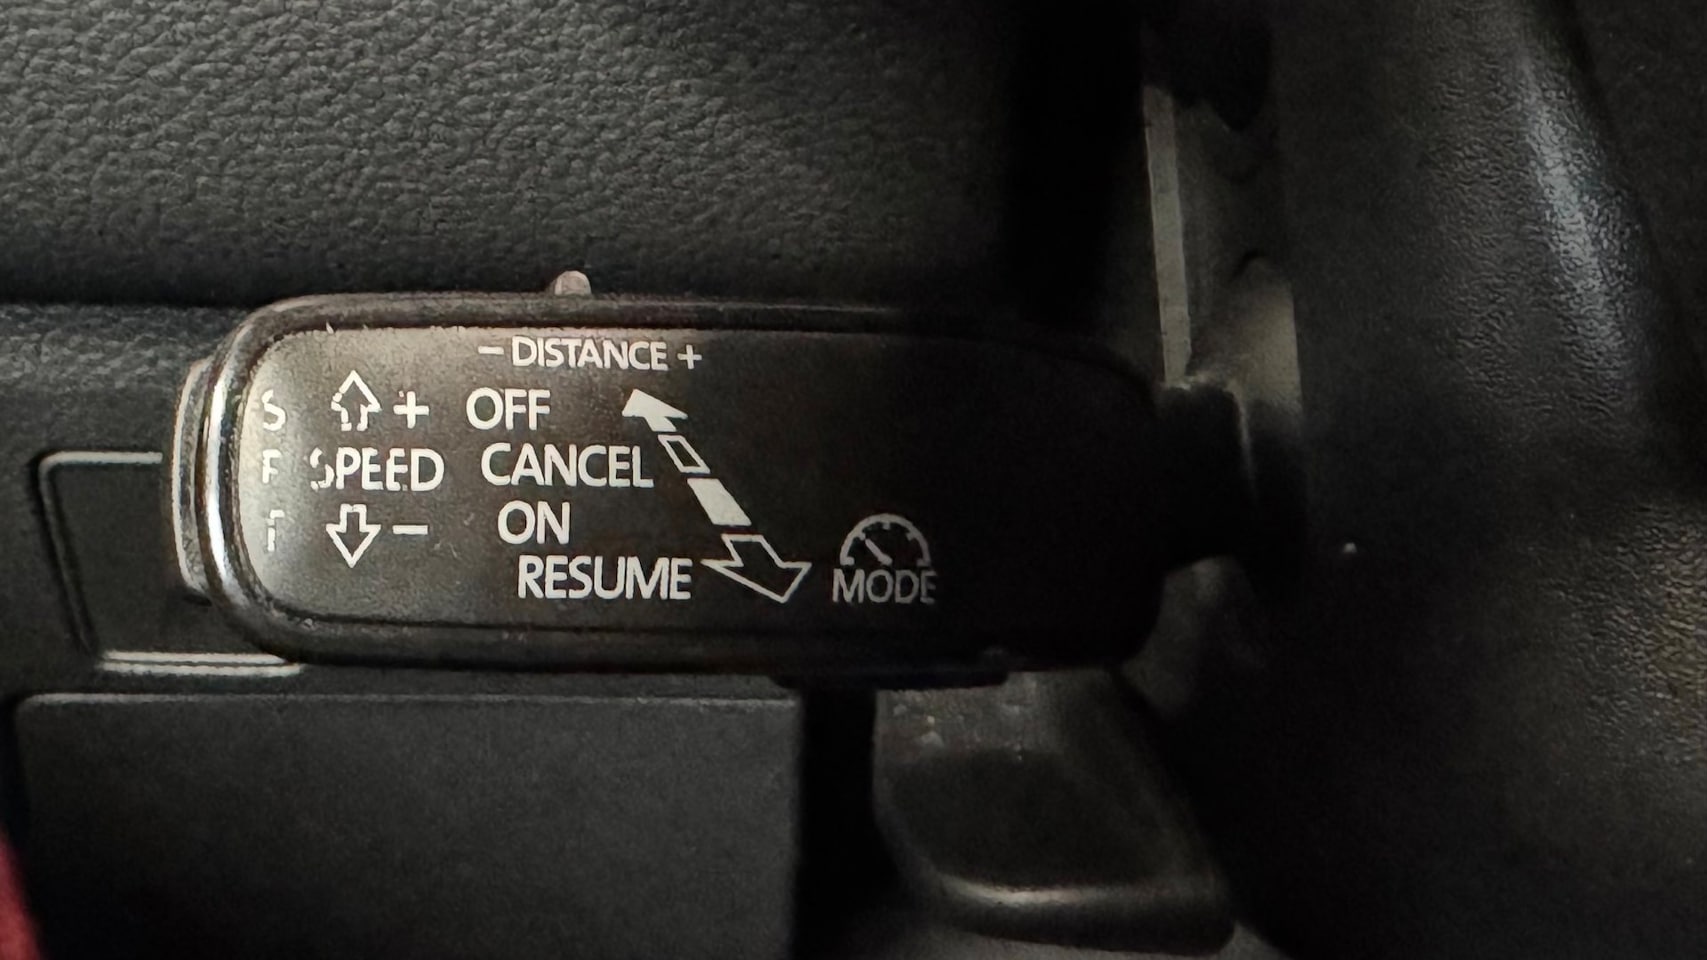 - DISTANCE +
S + OFF
E SPEED CANCEL
T - ON
RESUME MODE